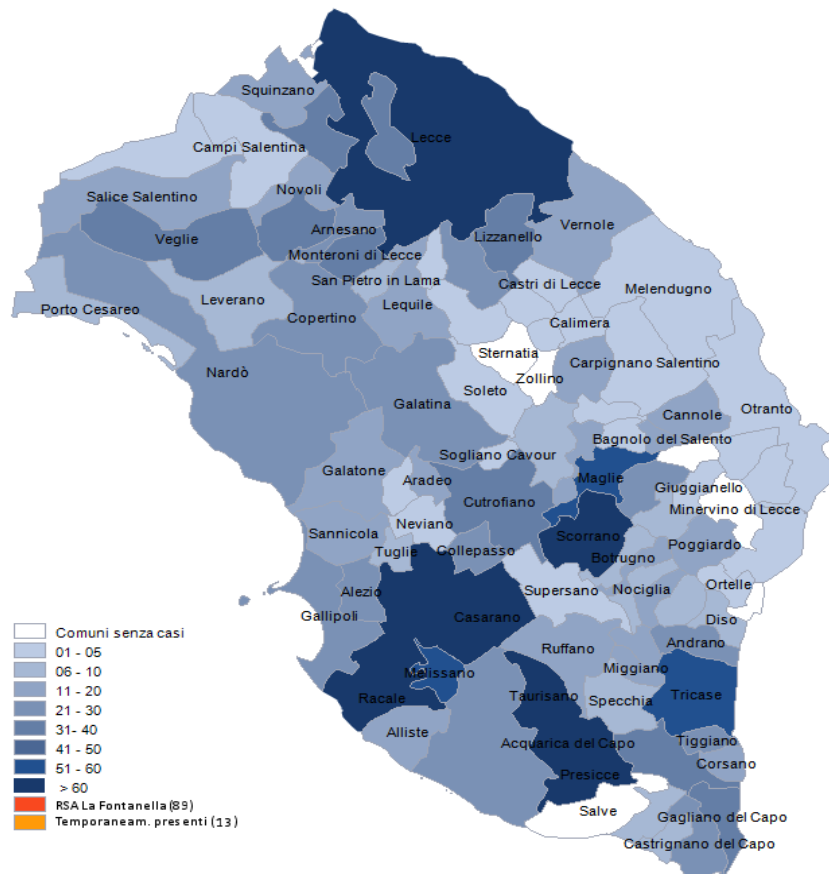 Squinzano
Lecce
Campi Salentina
Salice Salentino
Novoli
Vernole
Arnesano
Lizzanello
Veglie
Monteroni di Lecce
San Pietro in Lama
Castri di Lecce
Melendugno
Leverano
Lequile
Porto Cesareo
Copertino
Calimera
Sternatia
Carpignano Salentino
Zollino
Nardò
Soleto
Galatina
Otranto
Cannole
Bagnolo del Salento
Sogliano Cavour
Galatone
Aradeo
Maglie
Giuggianello
Cutrofiano
Minervino di Lecce
Neviano
Sannicola
Scorrano
Poggiardo
Tuglie
Collepasso
Botrugno
Ortelle
Alezio
Supersano
Nociglia
Gallipoli
Casarano
Diso
Andrano
Ruffano
Miggiano
Melissano
Racale
Taurisano
Specchia
Tricase
Alliste
Acquarica del Capo
Tiggiano
Corsano
Presicce
Salve
Gagliano del Capo
Castrignano del Capo
Comuni senza casi
01 - 05
06 - 10
11 - 20
21 - 30
31- 40
41 - 50
51 - 60
> 60
RSA La Fontanella (89)
Temporaneam. presenti (13)